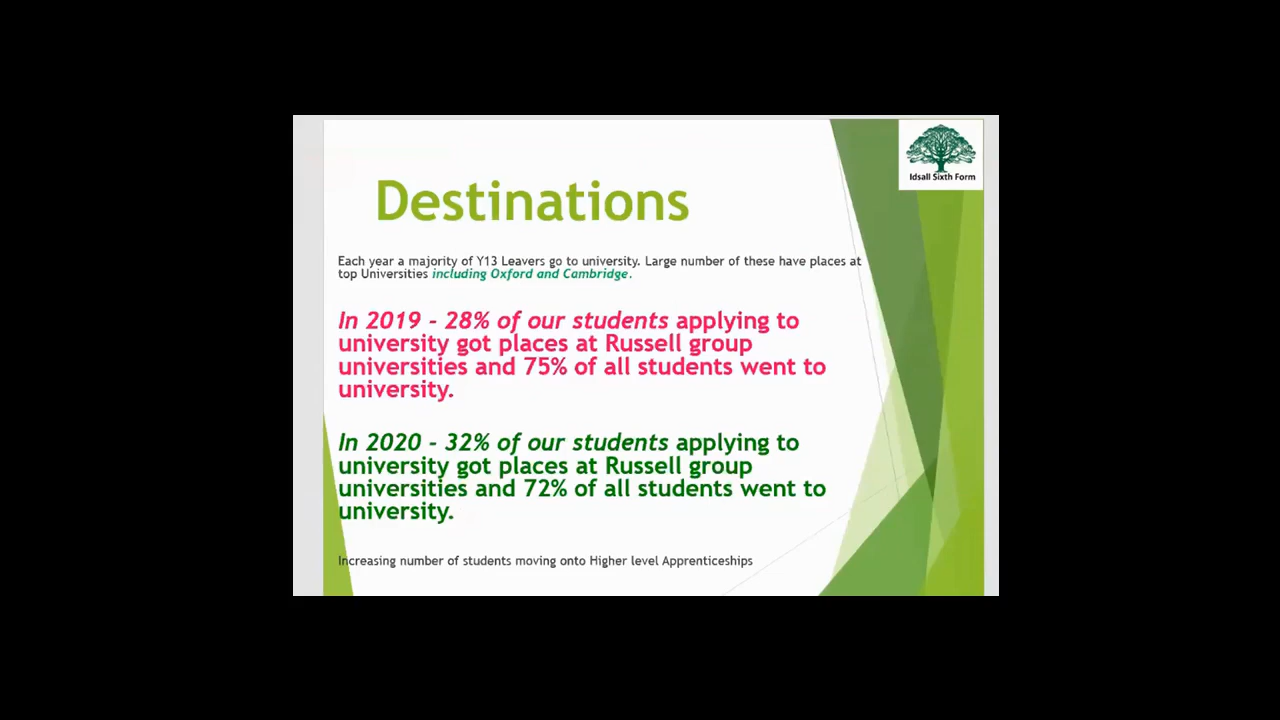 Idsall Sixth Form
Destinations
Each year a majority of Y13 Leavers go to university. Large number of these have places at
top Universities including Oxford and Cambridge.
In 2019 - 28% of our students applying to
university got places at Russell group
universities and 75% of all students went to
university.
In 2020 - 32% of our students applying to
university got places at Russell group
universities and 72% of all students went to
university.
Increasing number of students moving onto Higher level Apprenticeships